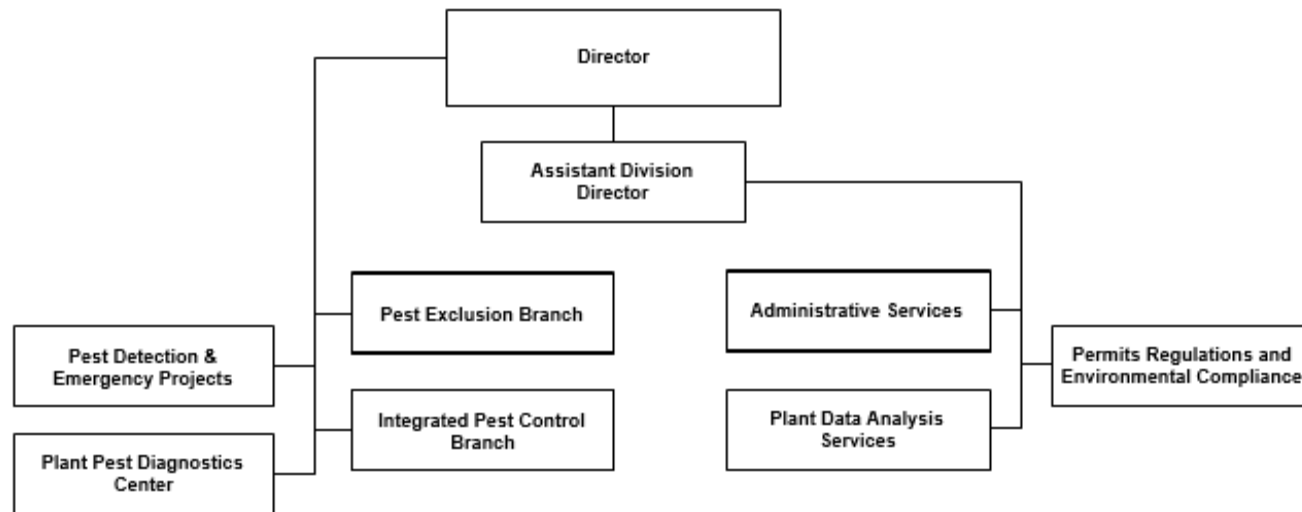 Director
Assistant Division
Director
Pest Exclusion Branch
Administrative Services
Pest Detection &
Emergency Projects
Permits Regulations and
Environmental Compliance
Integrated Pest Control
Branch
Plant Data Analysis
Services
Plant Pest Diagnostics
Center